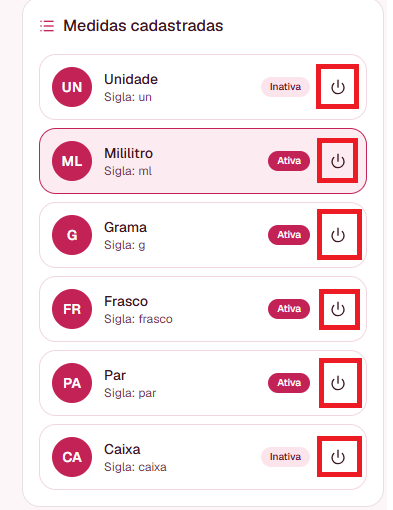 Medidas cadastradas
UN
Unidade
Sigla: un
Inativa
ML
Mililitro
Sigla: ml
Ativa
G
Grama
Sigla: g
Ativa
FR
Frasco
Sigla: frasco
Ativa
PA
Par
Sigla: par
Ativa
CA
Caixa
Sigla: caixa
Inativa